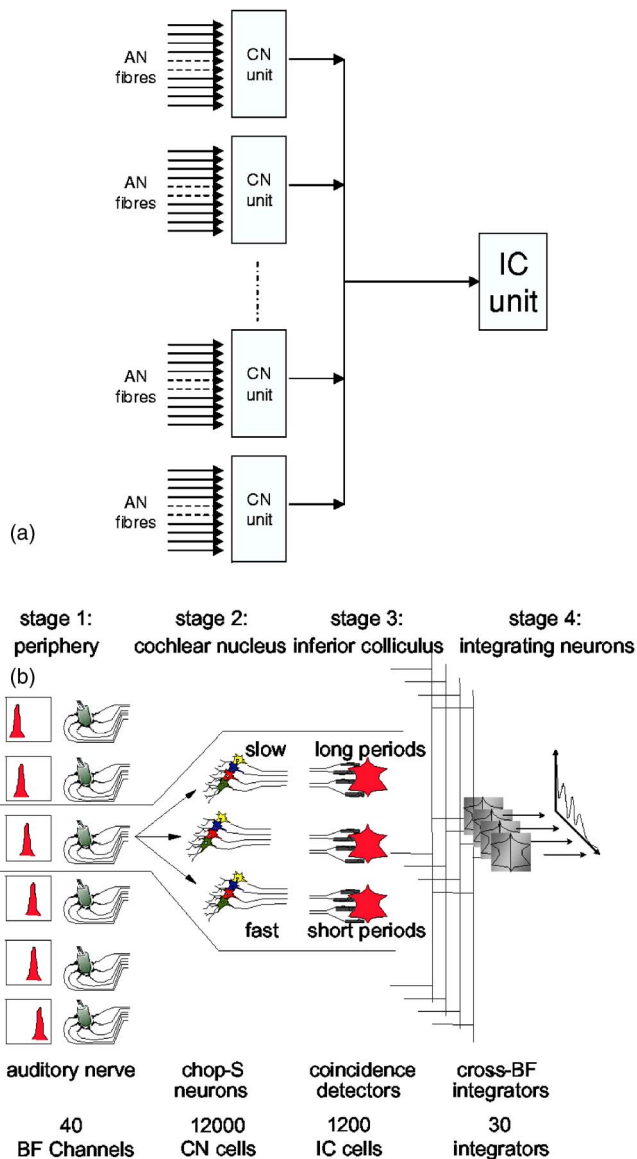 AN
fibres
CN
unit
AN
fibres
CN
unit
IC
unit
AN
fibres
CN
unit
AN
fibres
CN
unit
(a)
stage 1:
periphery
stage 2:
cochlear nucleus
stage 3:
inferior colliculus
stage 4:
integrating neurons
(b)
slow
long periods
fast
short periods
auditory nerve
chop-S
neurons
coincidence
detectors
cross-BF
integrators
40
BF Channels
12000
CN cells
1200
IC cells
30
integrators